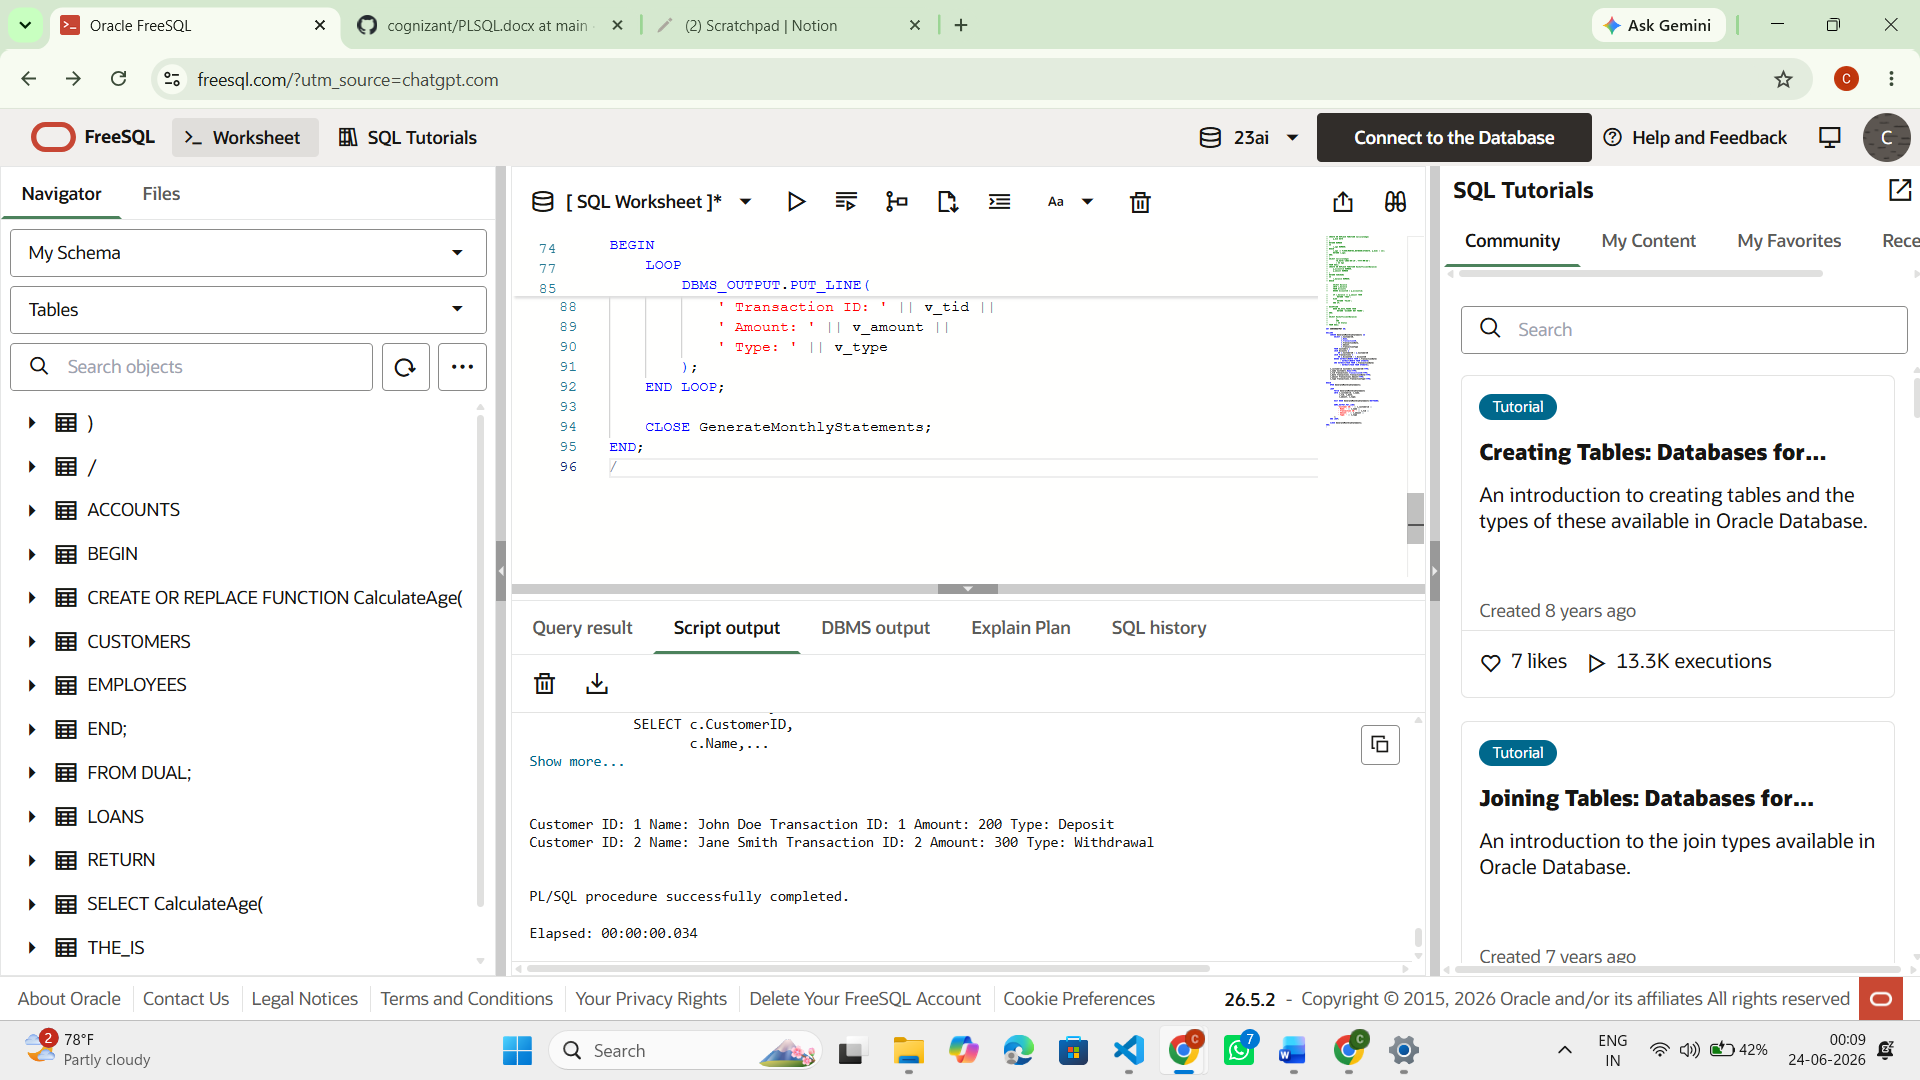 Oracle FreeSQL
cognizant/PLSQL.docx at main
(2) Scratchpad | Notion
Ask Gemini
freesql.com/?utm_source=chatgpt.com
C
FreeSQL
Worksheet
SQL Tutorials
23ai
Connect to the Database
Help and Feedback
C
Navigator
Files
My Schema
Tables
Search objects
)
/
ACCOUNTS
BEGIN
CREATE OR REPLACE FUNCTION CalculateAge(
CUSTOMERS
EMPLOYEES
END;
FROM DUAL;
LOANS
RETURN
SELECT CalculateAge(
THE_IS
[ SQL Worksheet ]*
Aa
74 BEGIN
77 LOOP
85 DBMS_OUTPUT.PUT_LINE(
88 ' Transaction ID: ' || v_tid ||
89 ' Amount: ' || v_amount ||
90 ' Type: ' || v_type
91 );
92 END LOOP;
93
94 CLOSE GenerateMonthlyStatements;
95 END;
96 /
Query result
Script output
DBMS output
Explain Plan
SQL history
SELECT c.CustomerID,
c.Name,...
Show more...
Customer ID: 1 Name: John Doe Transaction ID: 1 Amount: 200 Type: Deposit
Customer ID: 2 Name: Jane Smith Transaction ID: 2 Amount: 300 Type: Withdrawal
PL/SQL procedure successfully completed.
Elapsed: 00:00:00.034
SQL Tutorials
Community
My Content
My Favorites
Rece
Search
Tutorial
Creating Tables: Databases for...
An introduction to creating tables and the
types of these available in Oracle Database.
Created 8 years ago
7 likes
13.3K executions
Tutorial
Joining Tables: Databases for...
An introduction to the join types available in
Oracle Database.
Created 7 years ago
About Oracle
Contact Us
Legal Notices
Terms and Conditions
Your Privacy Rights
Delete Your FreeSQL Account
Cookie Preferences
26.5.2 - Copyright © 2015, 2026 Oracle and/or its affiliates All rights reserved
2
78°F
Partly cloudy
Search
C
7
C
ENG
IN
42%
00:09
24-06-2026